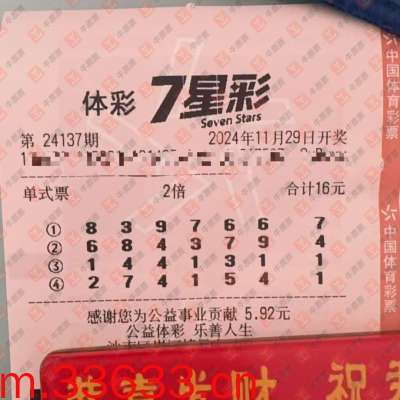 体彩 7星彩
Seven Stars
第 24137期 2024年11月29日开奖
单式票 2倍 合计16元
① 8 3 9 7 6 6 7
② 6 8 4 3 7 9 4
③ 1 4 4 1 3 1 1
④ 2 7 4 1 5 4 1
感谢您为公益事业贡献 5.92元
公益体彩 乐善人生
中国体育彩票
中国体育彩票
m.33633.cn